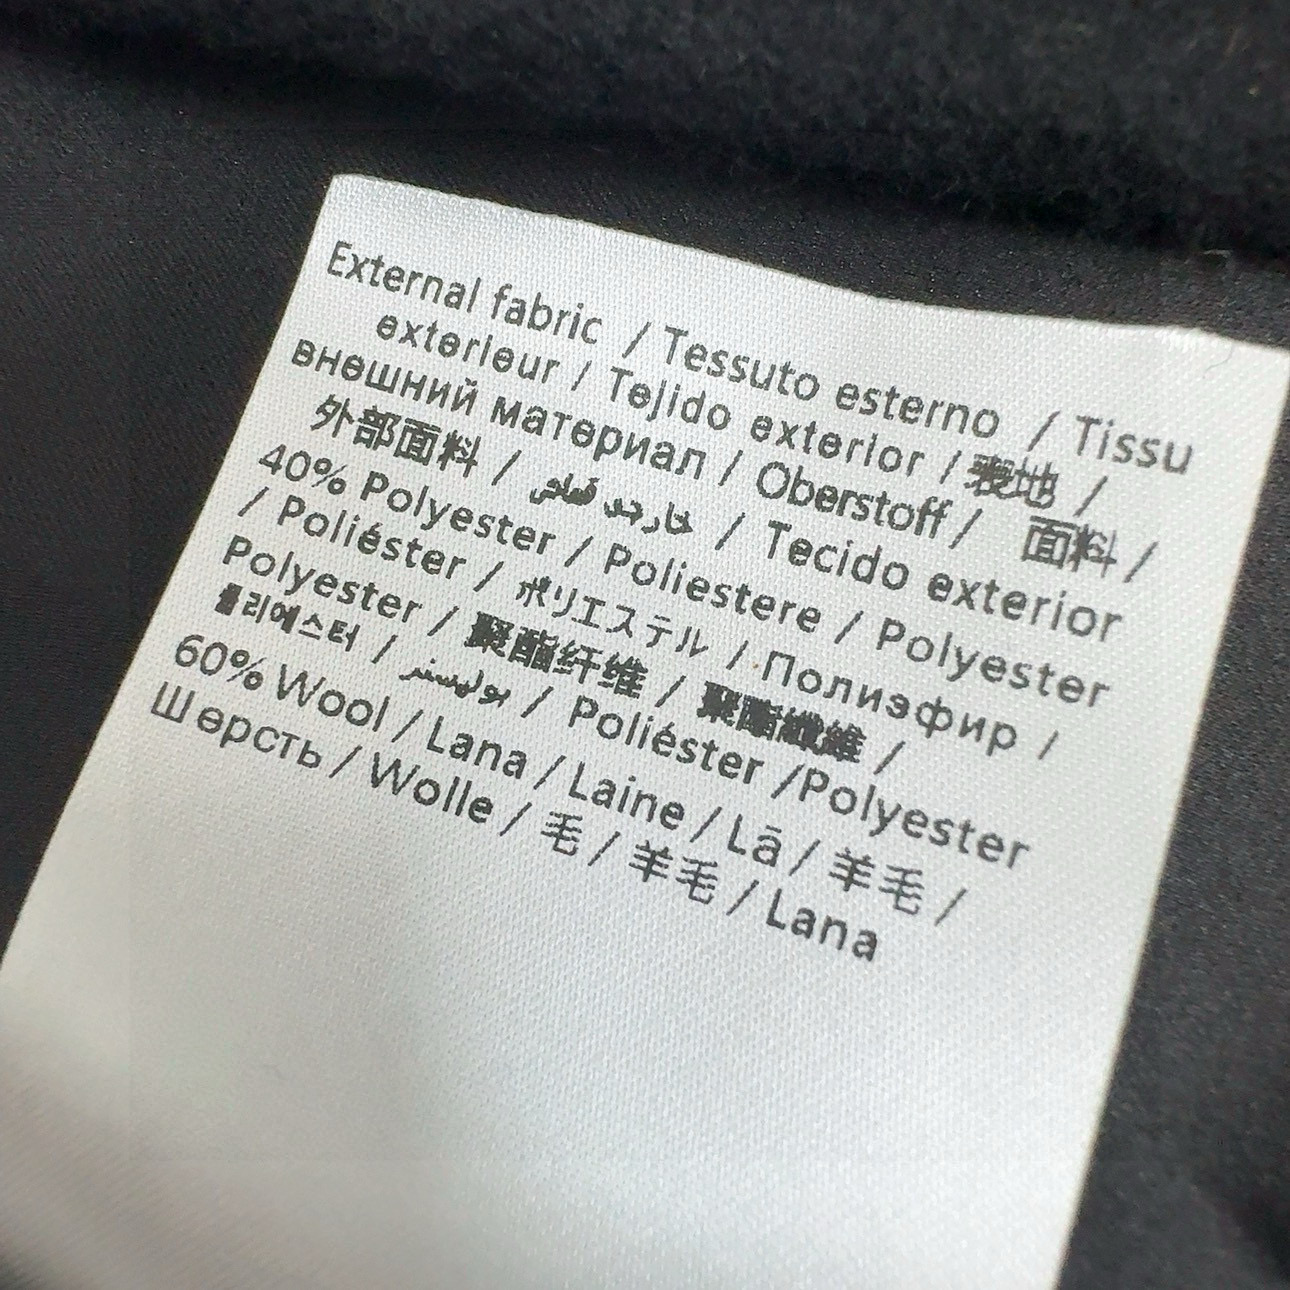 External fabric / Tessuto esterno / Tissu
exterieur / Tejido exterior / 表地 /
внешний материал / Oberstoff / 面料 /
外部面料 / خارجي / Tecido exterior
40% Polyester / Poliestere / Polyester
/ Poliéster / ポリエステル / Полиэфир /
Polyester / 聚酯纤维 / 聚酯纖維 /
폴리에스터 / بوليستر / Poliéster /Polyester
60% Wool / Lana / Laine / Lā / 羊毛 /
Шерсть / Wolle / 毛 / 羊毛 / Lana